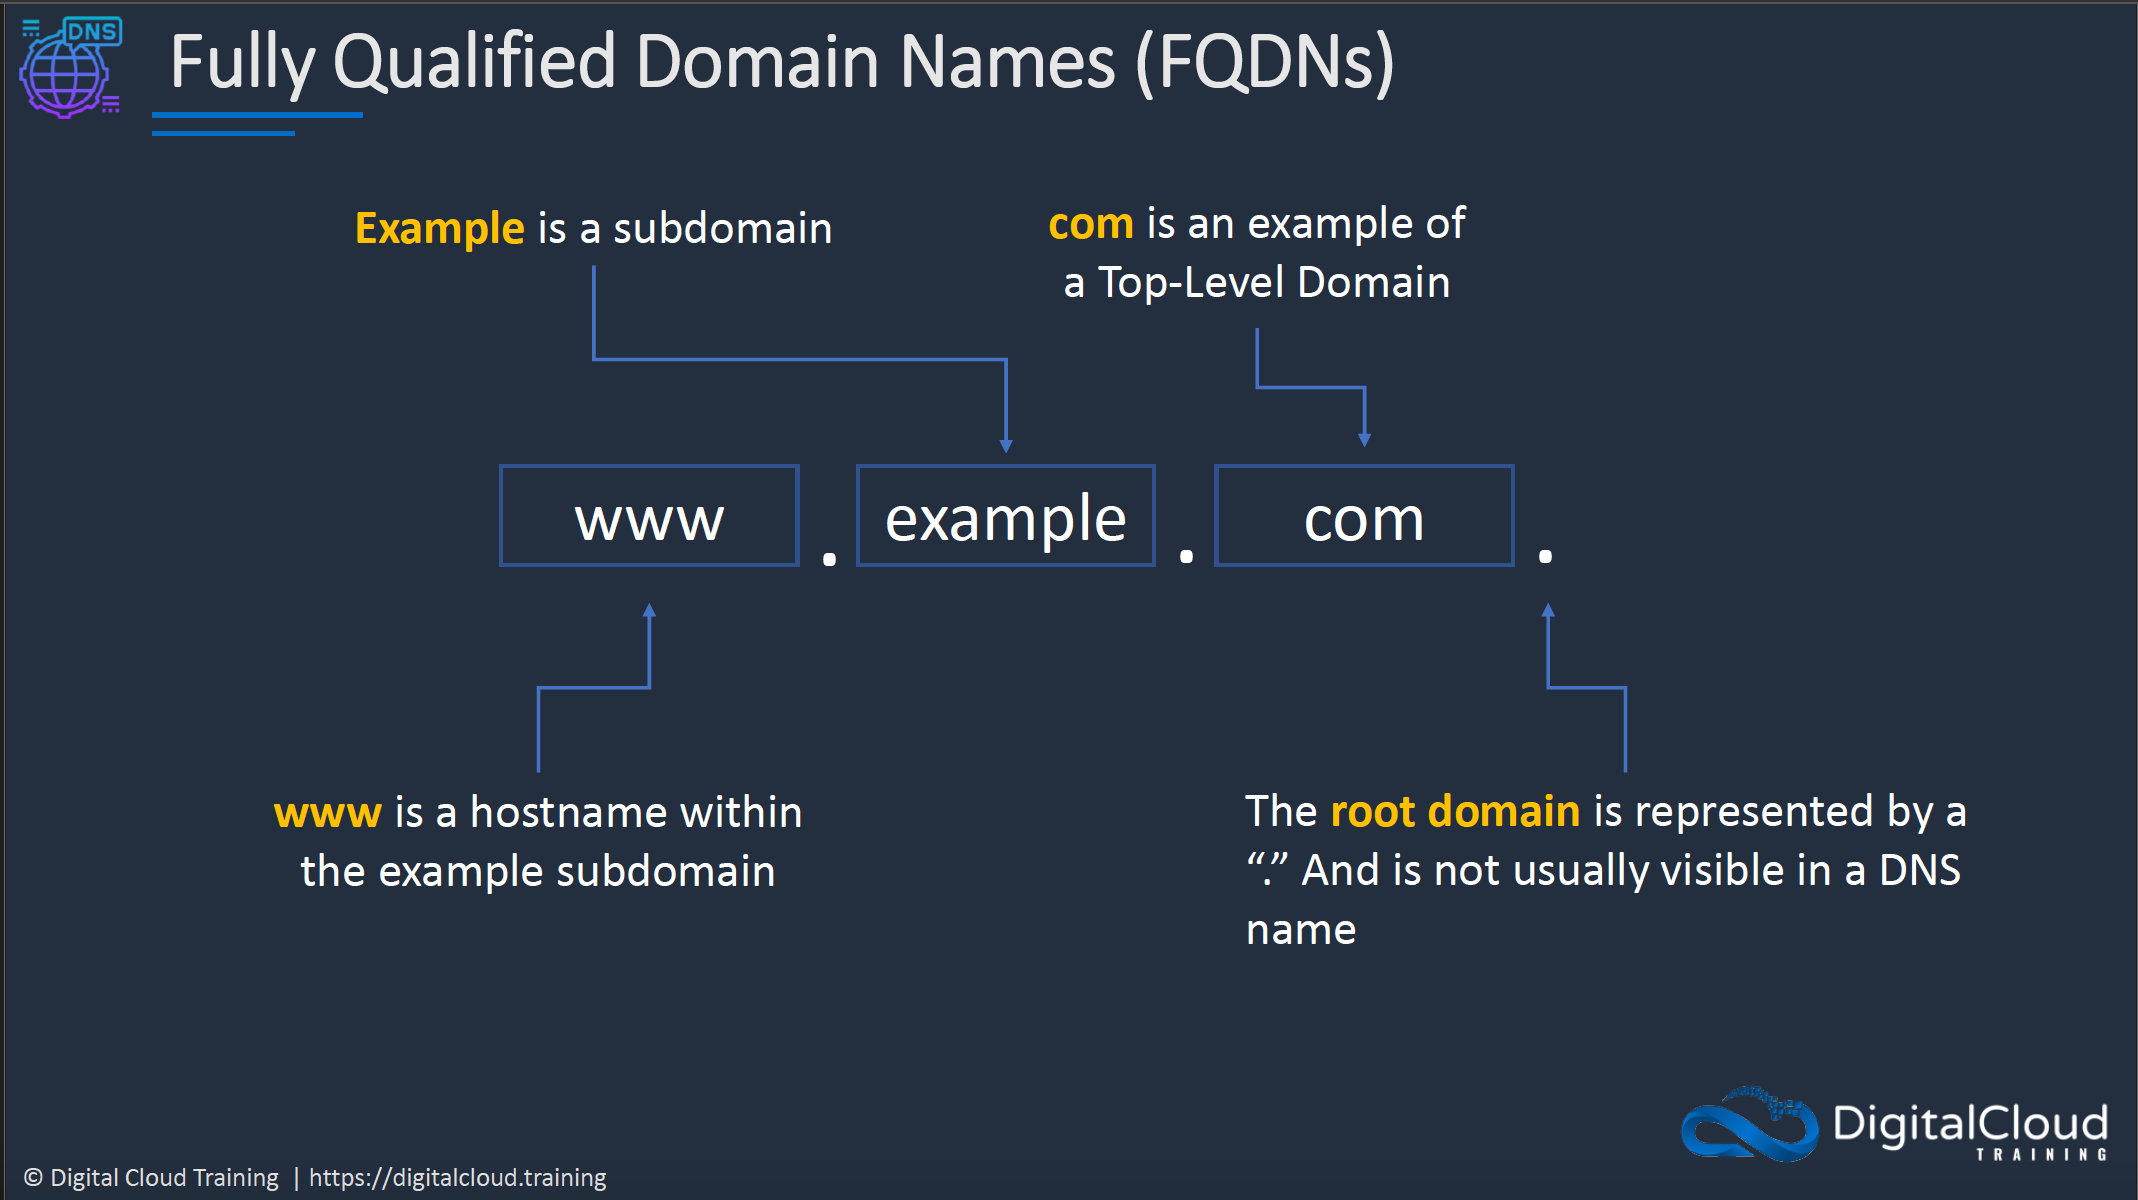 DNS
Fully Qualified Domain Names (FQDNs)
Example is a subdomain
com is an example of
a Top-Level Domain
www . example . com .
www is a hostname within
the example subdomain
The root domain is represented by a
“.” And is not usually visible in a DNS
name
DigitalCloud
TRAINING
© Digital Cloud Training | https://digitalcloud.training